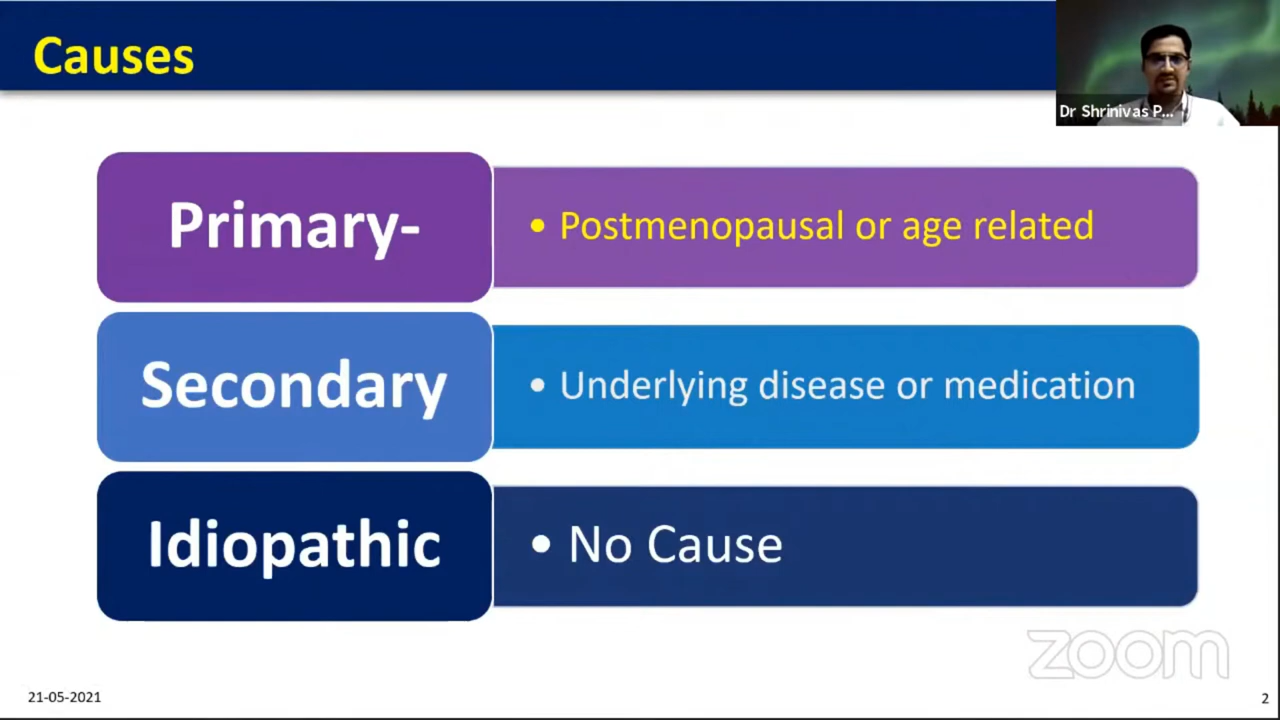 Causes
Dr Shrinivas P...
Primary-
• Postmenopausal or age related
Secondary
• Underlying disease or medication
Idiopathic
• No Cause
zoom
21-05-2021
2